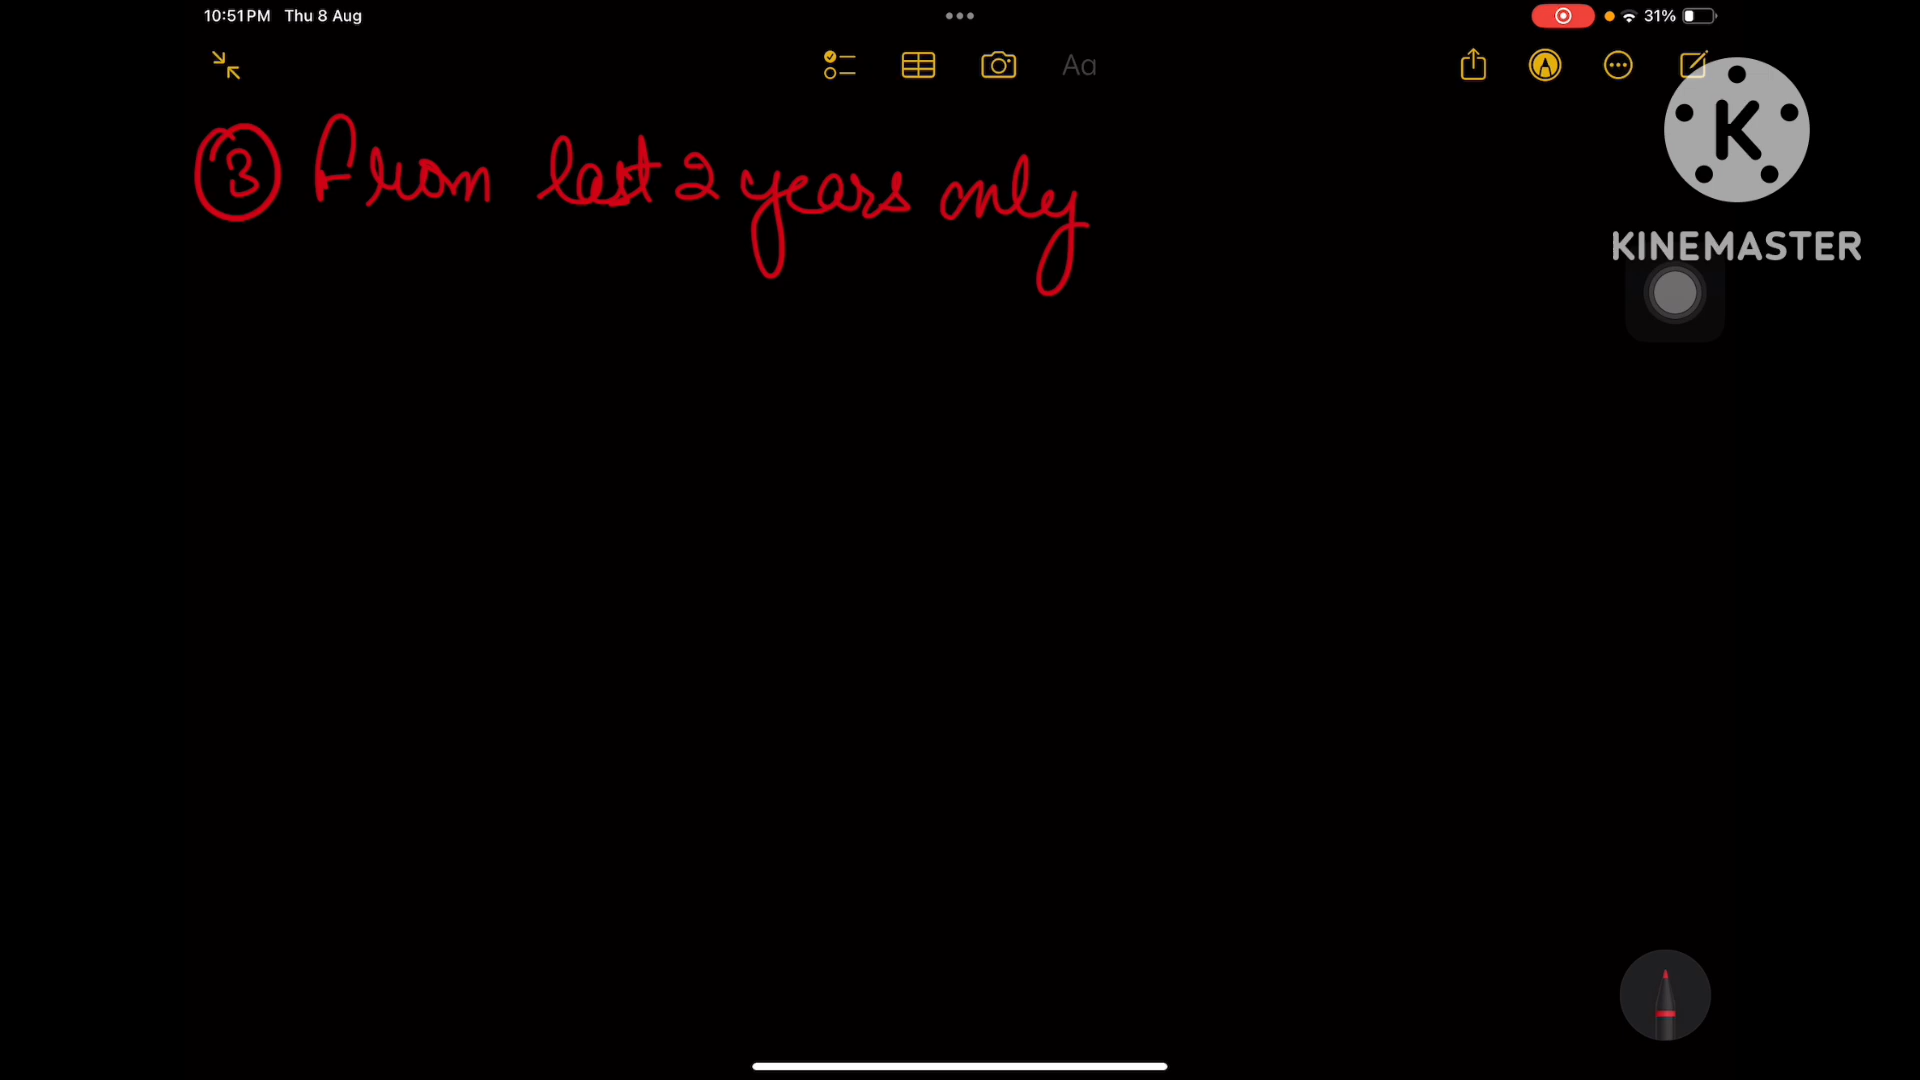 10:51 PM Thu 8 Aug
31%
Aa
K
KINEMASTER
③ From last 2 years only